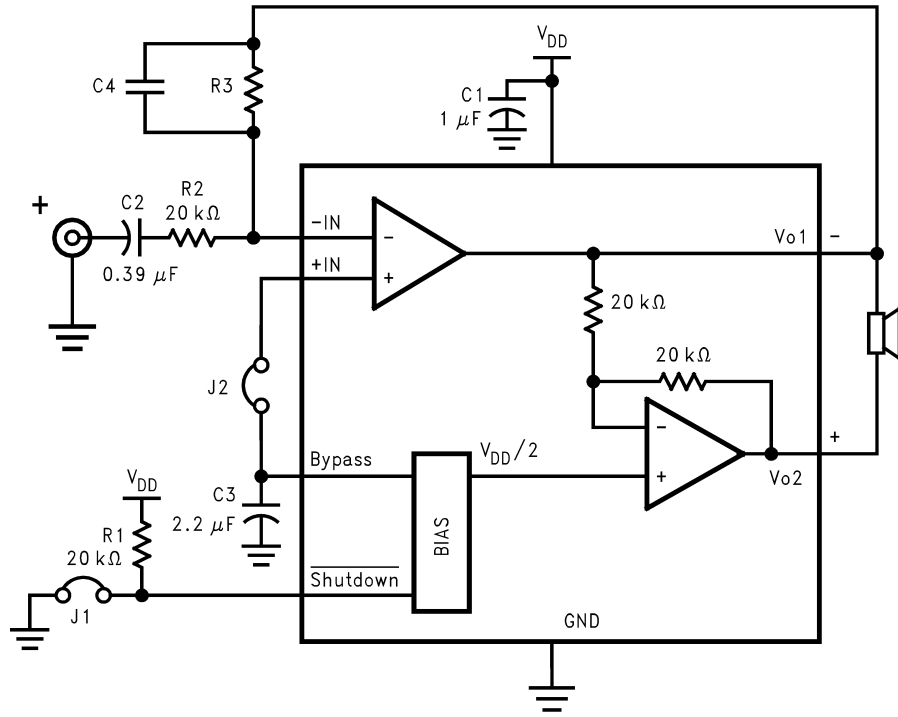 V_DD
C4
R3
C1
1 μF
+
C2
0.39 μF
R2
20 kΩ
-IN
+IN
-
+
Vo1
-
20 kΩ
20 kΩ
J2
Bypass
V_DD/2
-
+
+
Vo2
C3
2.2 μF
BIAS
V_DD
R1
20 kΩ
Shutdown
J1
GND